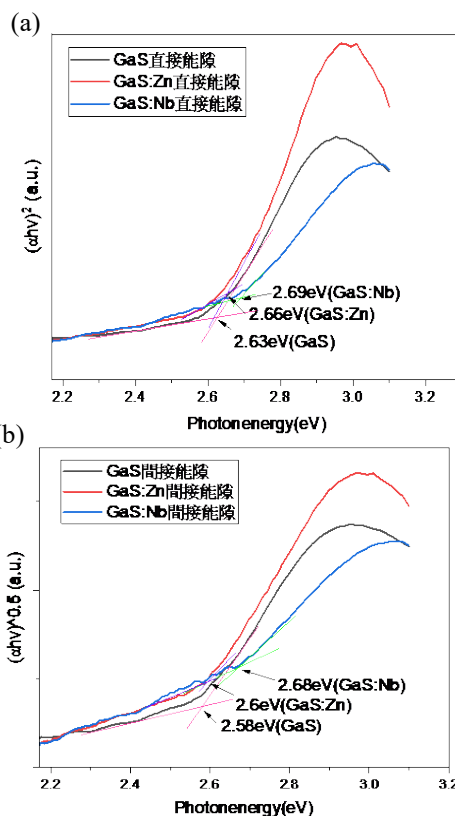 (a)
GaS直接能隙
GaS:Zn直接能隙
GaS:Nb直接能隙
(αhν)² (a.u.)
2.69eV(GaS:Nb)
2.66eV(GaS:Zn)
2.63eV(GaS)
2.2 2.4 2.6 2.8 3.0 3.2
Photonenergy(eV)
b)
GaS間接能隙
GaS:Zn間接能隙
GaS:Nb間接能隙
(αhν)^0.5 (a.u.)
2.68eV(GaS:Nb)
2.6eV(GaS:Zn)
2.58eV(GaS)
2.2 2.4 2.6 2.8 3.0 3.2
Photonenergy(eV)